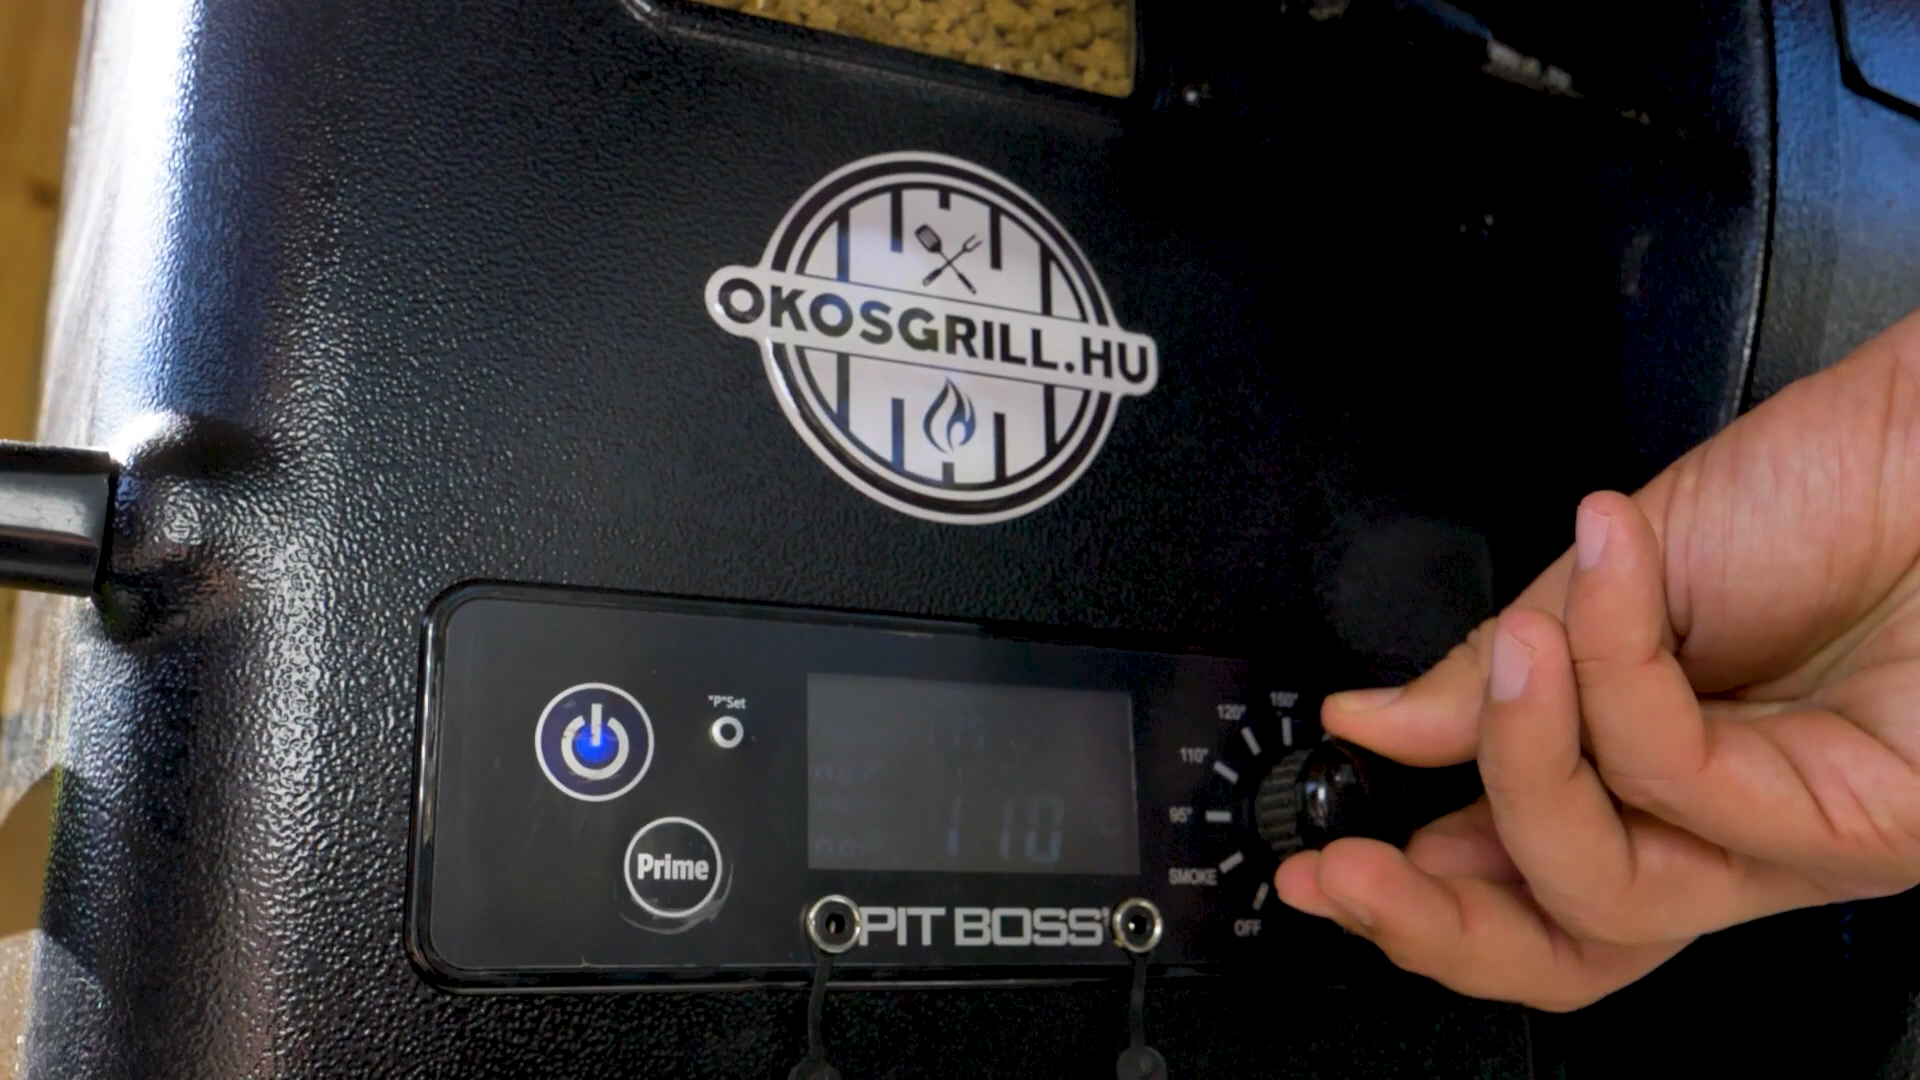 OKOSGRILL.HU
"P"Set
Prime
110
PIT BOSS
150°
120°
110°
95°
SMOKE
OFF